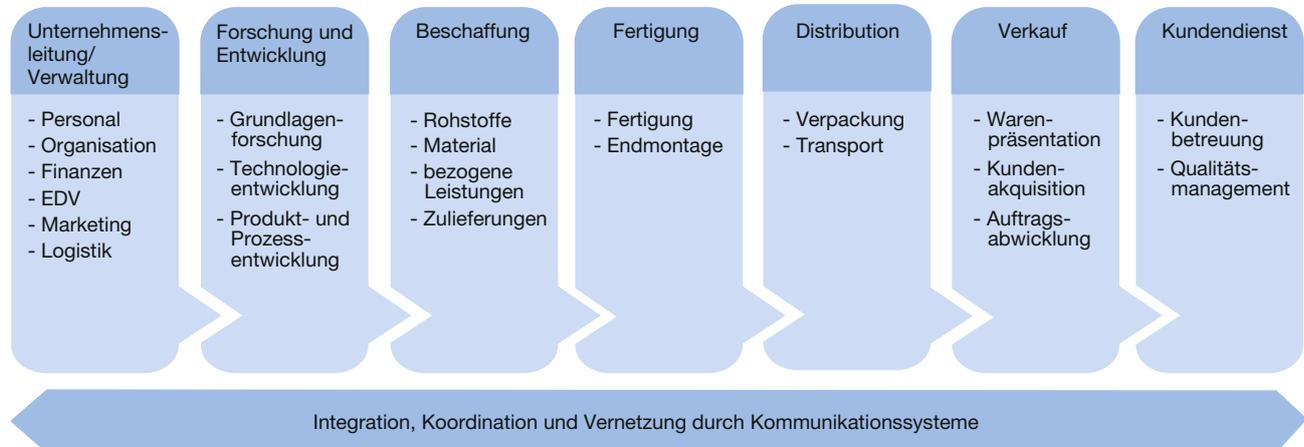 Unternehmens-
leitung/
Verwaltung
- Personal
- Organisation
- Finanzen
- EDV
- Marketing
- Logistik
Forschung und
Entwicklung
- Grundlagen-
forschung
- Technologie-
entwicklung
- Produkt- und
Prozess-
entwicklung
Beschaffung
- Rohstoffe
- Material
- bezogene
Leistungen
- Zulieferungen
Fertigung
- Fertigung
- Endmontage
Distribution
- Verpackung
- Transport
Verkauf
- Waren-
präsentation
- Kunden-
akquisition
- Auftrags-
abwicklung
Kundendienst
- Kunden-
betreuung
- Qualitäts-
management
Integration, Koordination und Vernetzung durch Kommunikationssysteme